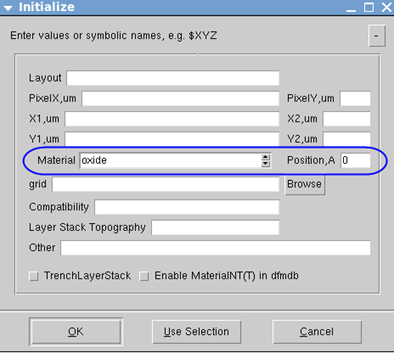 Initialize
Enter values or symbolic names, e.g. $XYZ
-
Layout
PixelX,um PixelY,um
X1,um X2,um
Y1,um Y2,um
Material oxide Position,A 0
grid Browse
Compatibility
Layer Stack Topography
Other
TrenchLayerStack Enable MaterialNT(T) in dfmdb
OK Use Selection Cancel